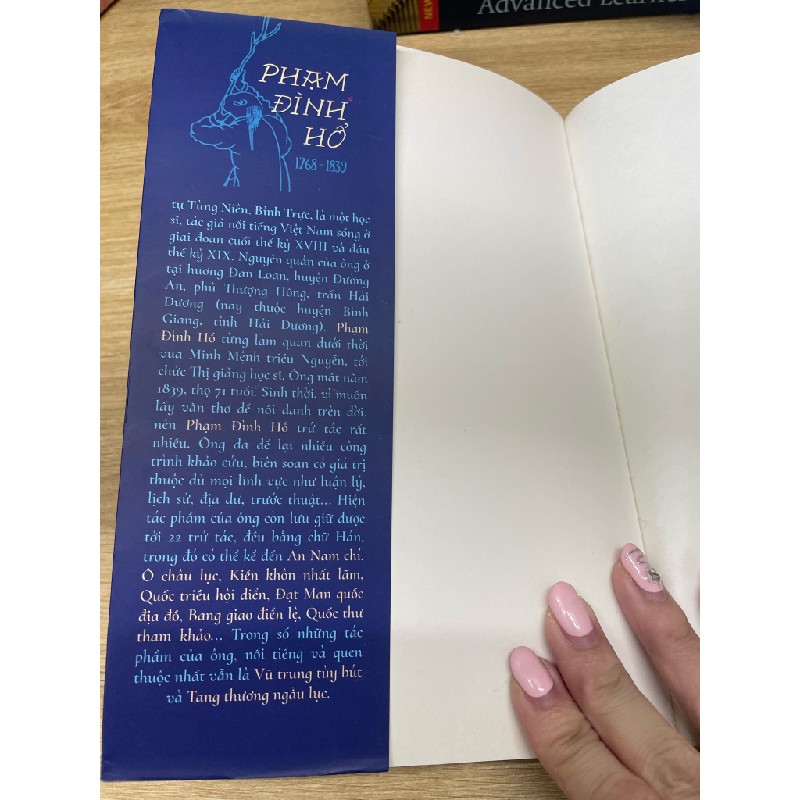 NEW
Advanced Learner
PHẠM
ĐÌNH
HỔ
1768-1839
tự Tùng Niên, Bỉnh Trực, là một học
sĩ, tác giả nổi tiếng Việt Nam sống ở
giai đoạn cuối thế kỷ XVIII và đầu
thế kỷ XIX. Nguyên quán của ông ở
tại hương Đan Loan, huyện Đường
An, phủ Thượng Hồng, trấn Hải
Dương (nay thuộc huyện Bình
Giang, tỉnh Hải Dương). Phạm
Đình Hổ từng làm quan dưới thời
vua Minh Mệnh triều Nguyễn, tới
chức Thị giảng học sĩ. Ông mất năm
1839, thọ 71 tuổi. Sinh thời, vì muốn
lấy văn thơ để nổi danh trên đời,
nên Phạm Đình Hổ trứ tác rất
nhiều. Ông đã để lại nhiều công
trình khảo cứu, biên soạn có giá trị
thuộc đủ mọi lĩnh vực như luận lý,
lịch sử, địa dư, trước thuật... Hiện
tác phẩm của ông còn lưu giữ được
tới 22 trứ tác, đều bằng chữ Hán,
trong đó có thể kể đến An Nam chí,
Ô châu lục, Kiền khôn nhất lãm,
Quốc triều hội điển, Đạt Man quốc
địa đồ, Bang giao điển lệ, Quốc thư
tham khảo... Trong số những tác
phẩm của ông, nổi tiếng và quen
thuộc nhất vẫn là Vũ trung tùy bút
và Tang thương ngẫu lục.